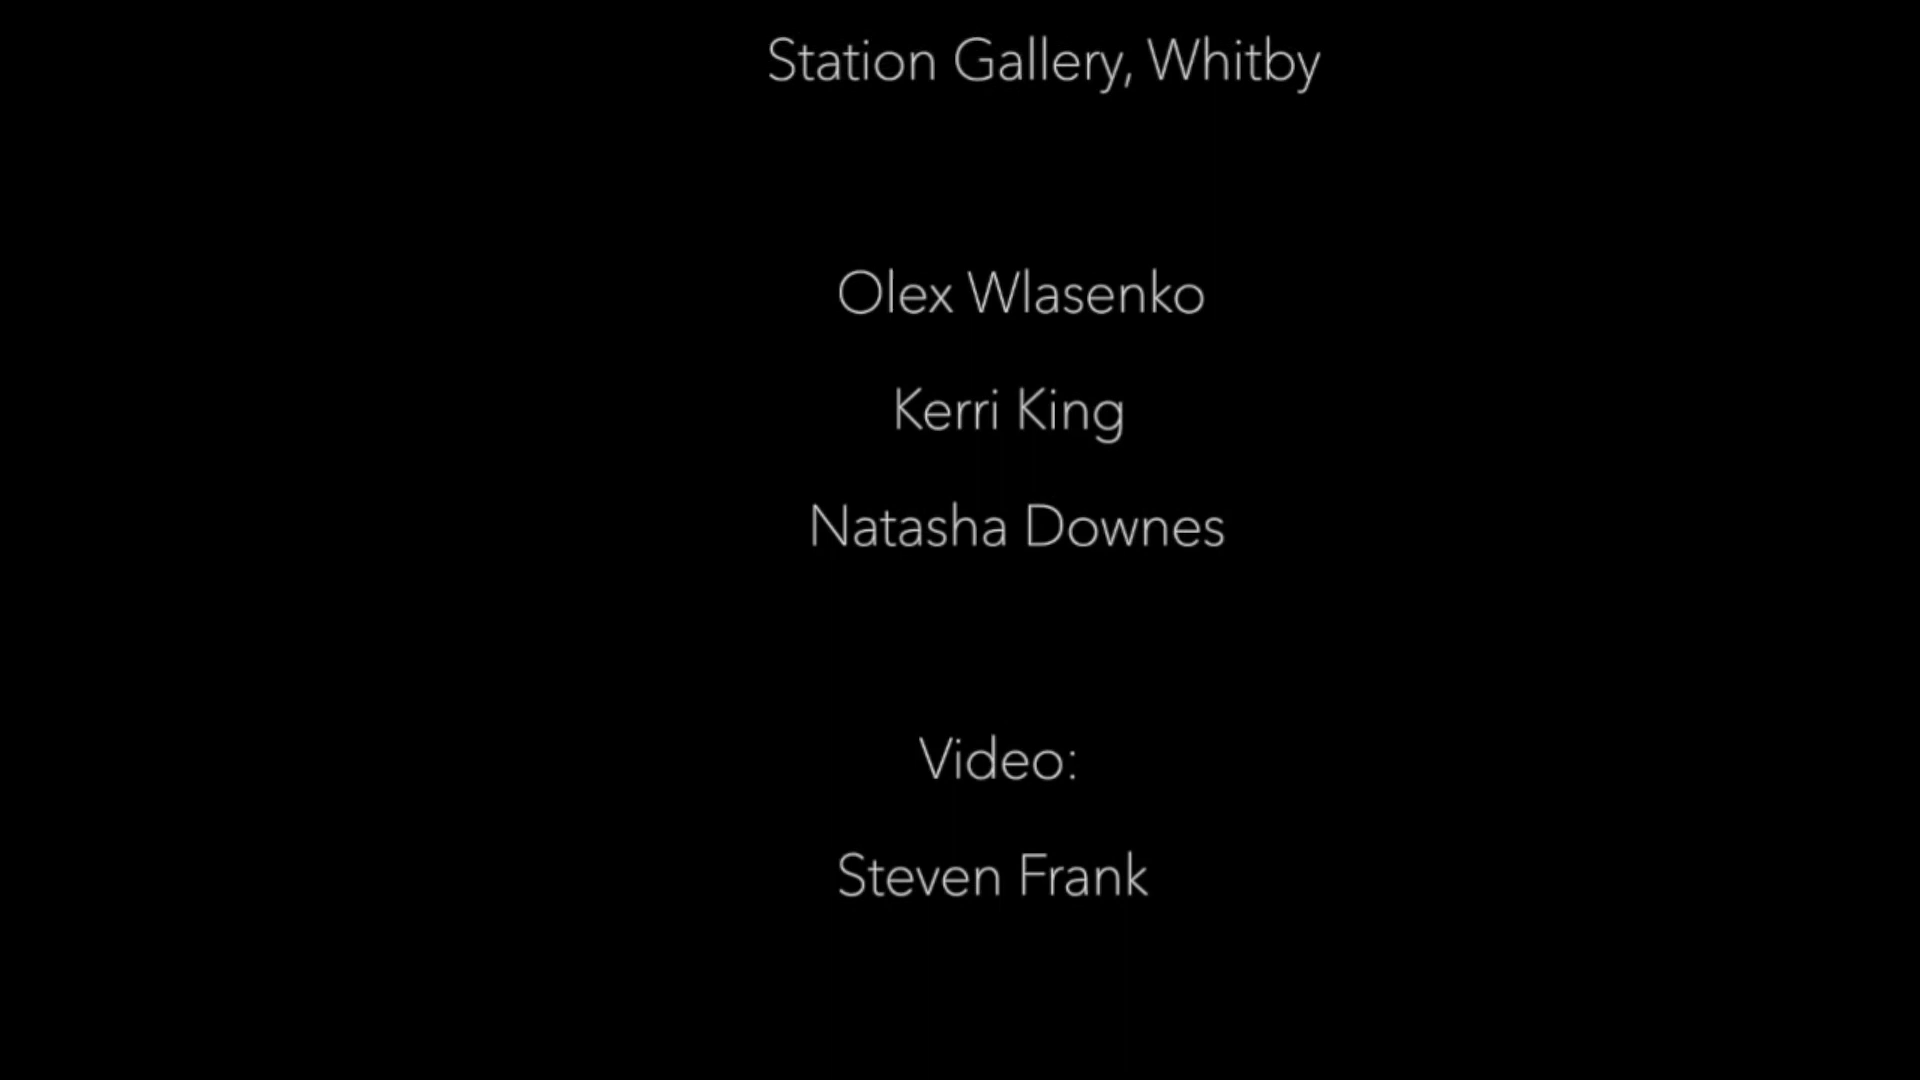 Station Gallery, Whitby
Olex Wlasenko
Kerri King
Natasha Downes
Video:
Steven Frank